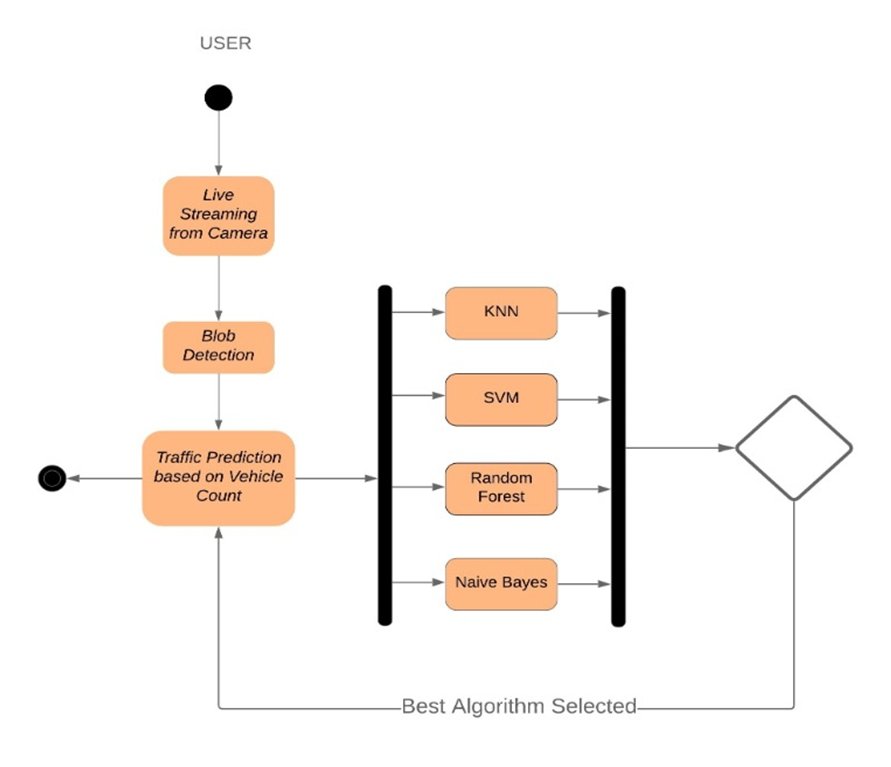 USER
Live
Streaming
from Camera
Blob
Detection
Traffic Prediction
based on Vehicle
Count
KNN
SVM
Random
Forest
Naive Bayes
Best Algorithm Selected